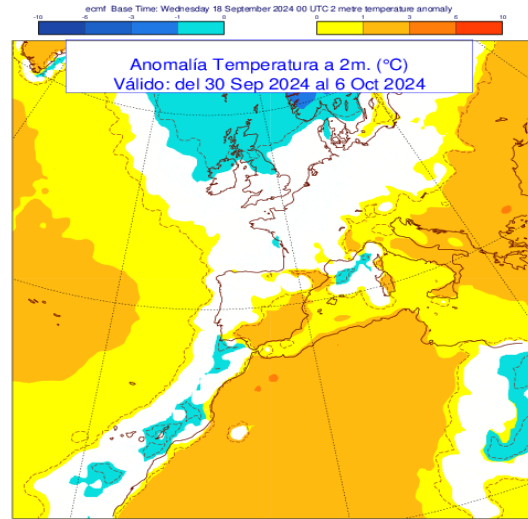 ecmf Base Time: Wednesday 18 September 2024 00 UTC 2 metre temperature anomaly
-10 -6 -3 -1 0 0 1 3 6 10
Anomalía Temperatura a 2m. (°C)
Válido: del 30 Sep 2024 al 6 Oct 2024